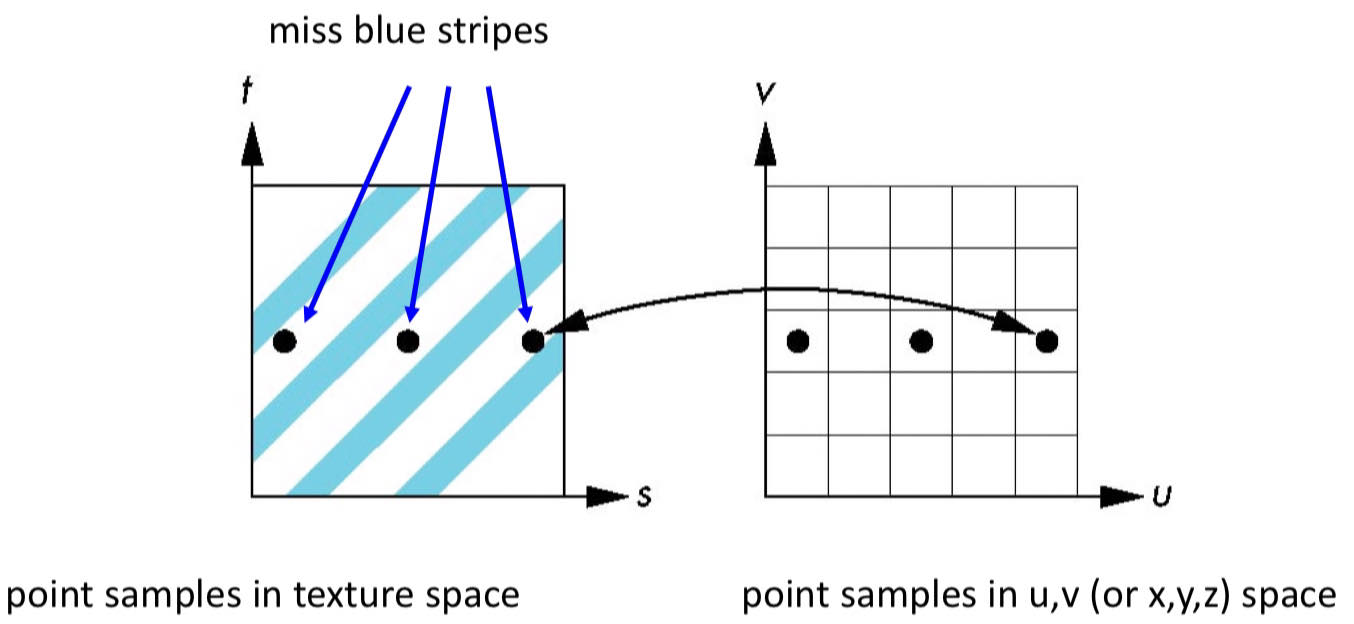 miss blue stripes
t
v
s
u
point samples in texture space
point samples in u,v (or x,y,z) space